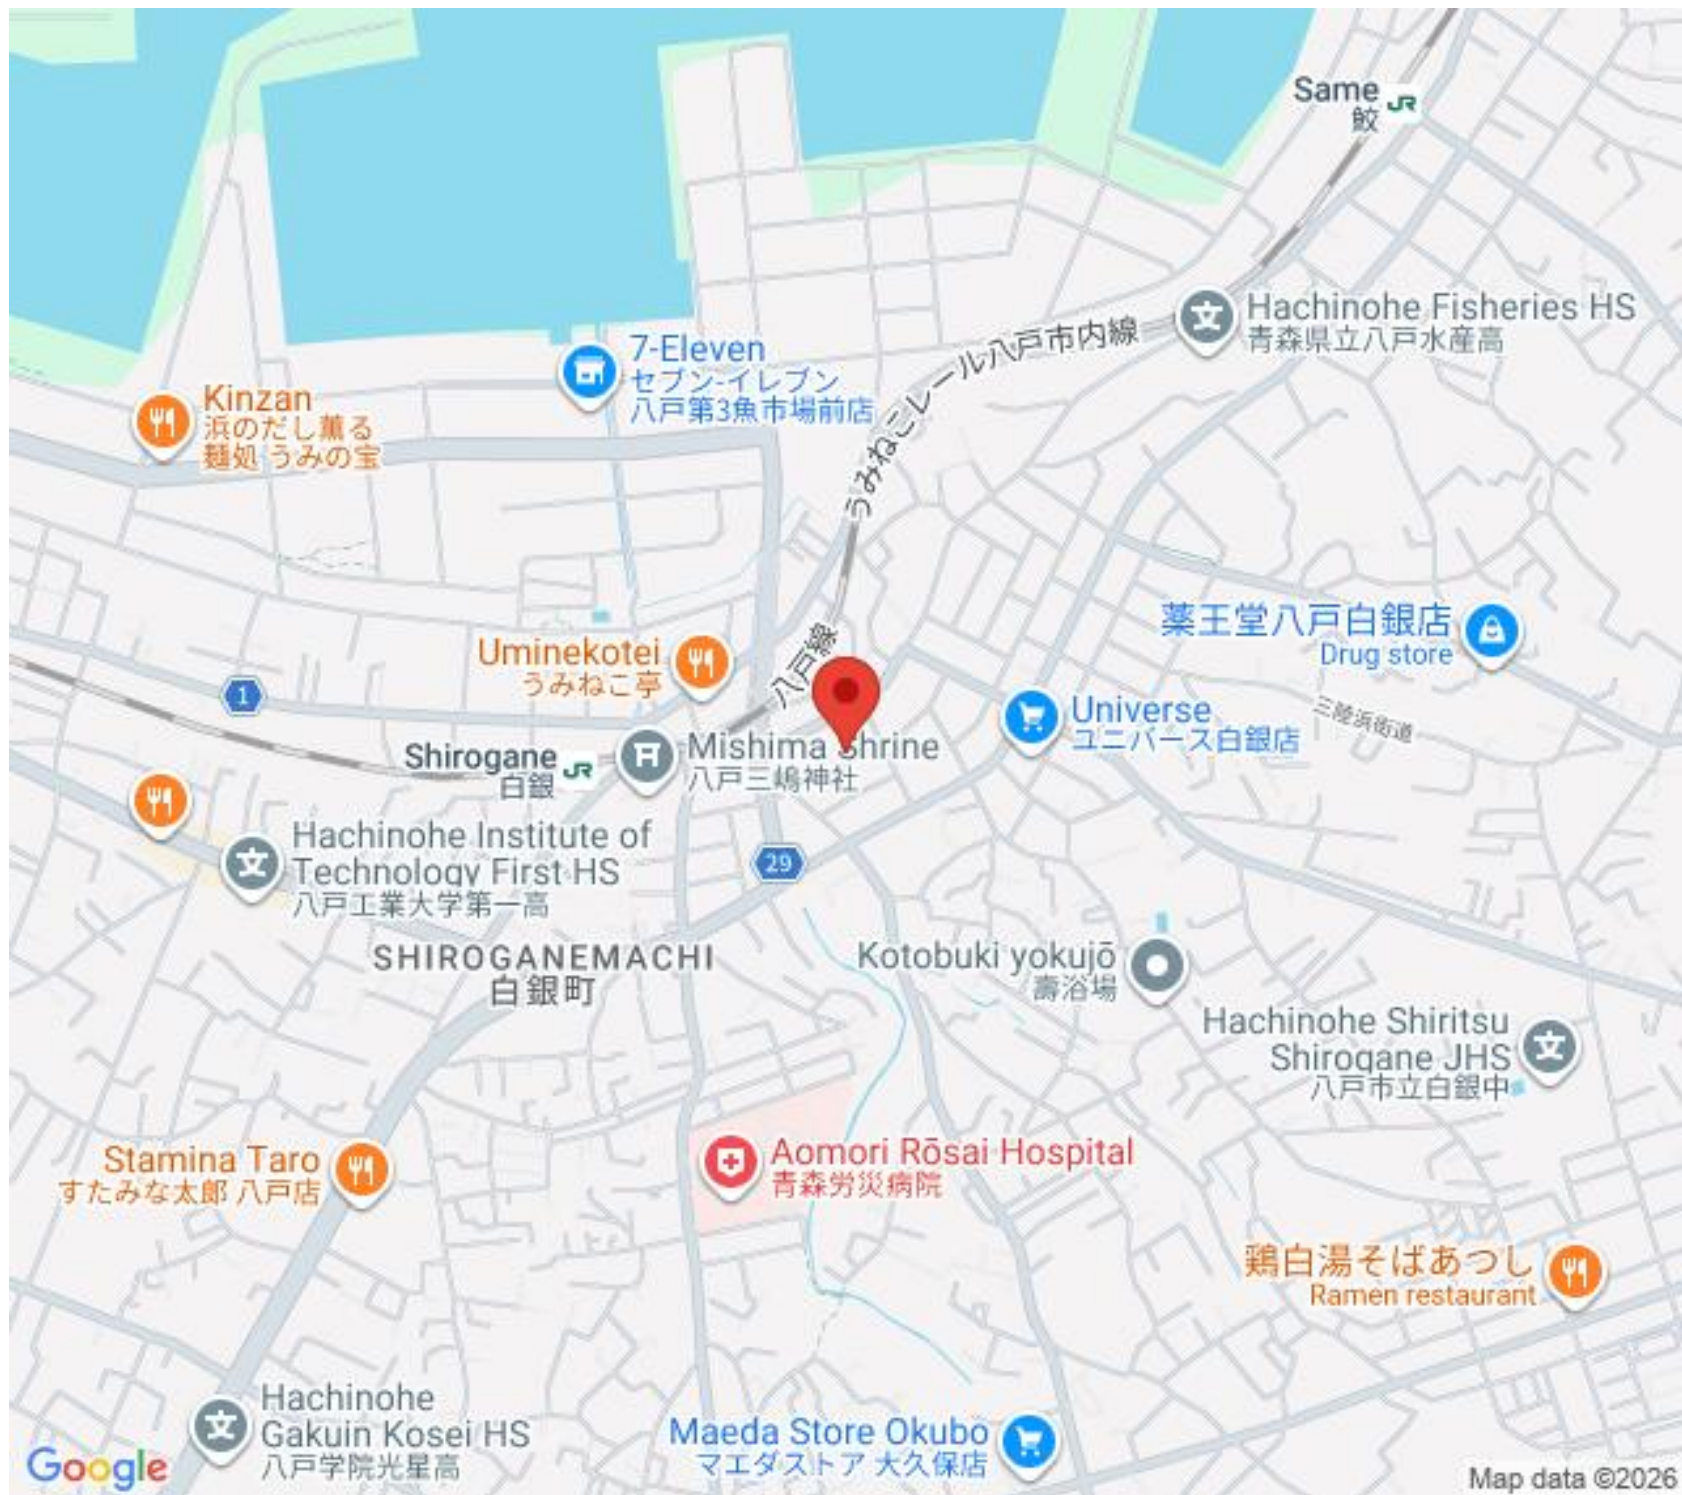 Same
鮫
Hachinohe Fisheries HS
青森県立八戸水産高
うみねこレール八戸市内線
7-Eleven
セブン-イレブン
八戸第3魚市場前店
Kinzan
浜のだし薫る
麺処 うみの宝
薬王堂八戸白銀店
Drug store
Uminekotei
うみねこ亭
八戸線
1
Universe
ユニバース白銀店
三陸浜街道
Shirogane
白銀
Mishima Shrine
八戸三嶋神社
Hachinohe Institute of
Technology First HS
八戸工業大学第一高
29
SHIROGANEMACHI
白銀町
Kotobuki yokujō
壽浴場
Hachinohe Shiritsu
Shirogane JHS
八戸市立白銀中
Stamina Taro
すたみな太郎 八戸店
Aomori Rōsai Hospital
青森労災病院
鶏白湯そばあつし
Ramen restaurant
Hachinohe
Gakuin Kosei HS
八戸学院光星高
Maeda Store Okubo
マエダストア 大久保店
Google
Map data ©2026